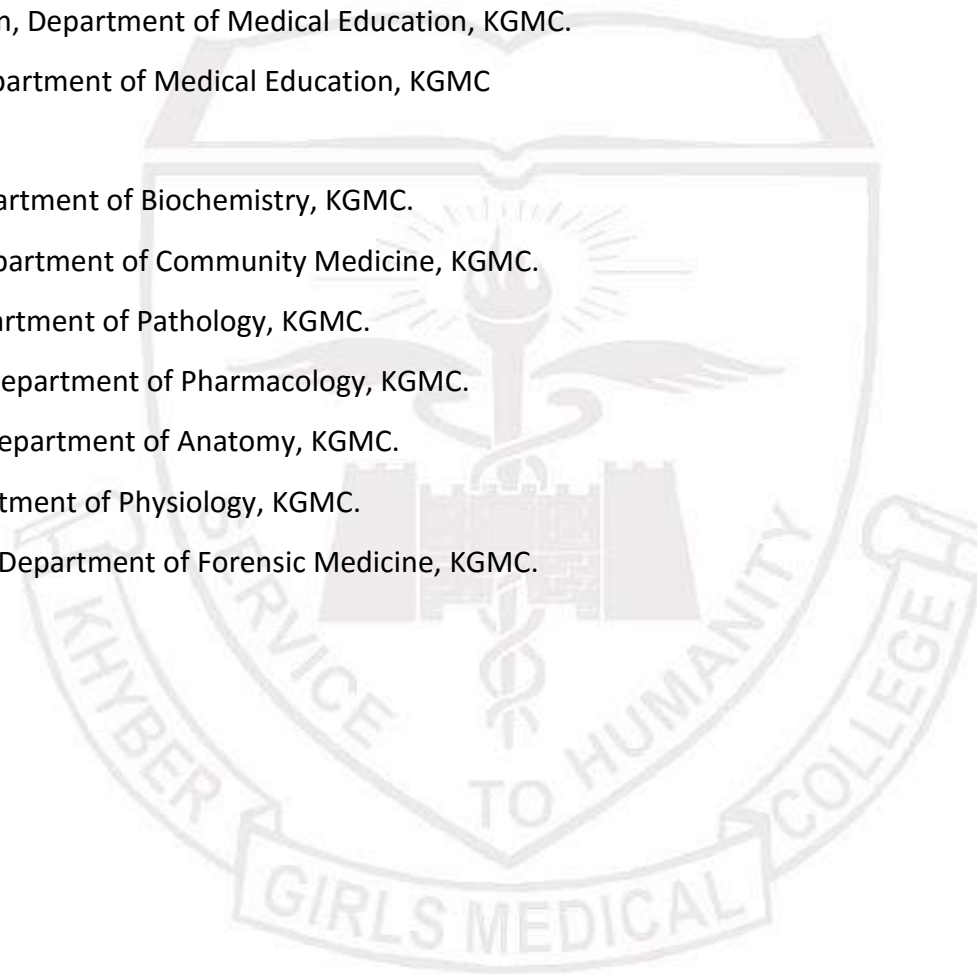 n, Department of Medical Education, KGMC.
partment of Medical Education, KGMC
artment of Biochemistry, KGMC.
partment of Community Medicine, KGMC.
artment of Pathology, KGMC.
epartment of Pharmacology, KGMC.
epartment of Anatomy, KGMC.
tment of Physiology, KGMC.
Department of Forensic Medicine, KGMC.
SERVICE TO HUMANITY
KHYBER GIRLS MEDICAL COLLEGE